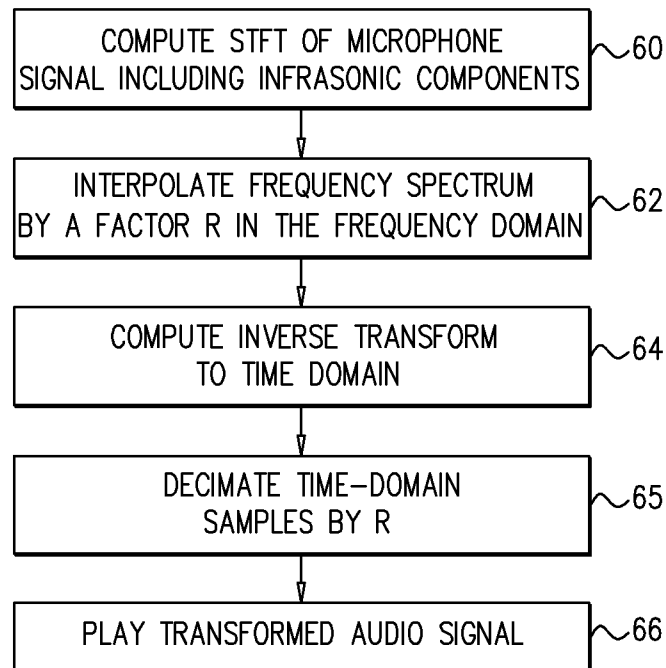 COMPUTE STFT OF MICROPHONE
SIGNAL INCLUDING INFRASONIC COMPONENTS
60
INTERPOLATE FREQUENCY SPECTRUM
BY A FACTOR R IN THE FREQUENCY DOMAIN
62
COMPUTE INVERSE TRANSFORM
TO TIME DOMAIN
64
DECIMATE TIME-DOMAIN
SAMPLES BY R
65
PLAY TRANSFORMED AUDIO SIGNAL
66